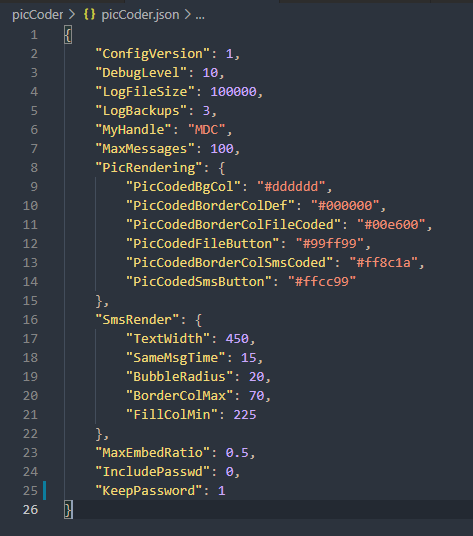 picCoder > {} picCoder.json > ...
1 {
2 "ConfigVersion": 1,
3 "DebugLevel": 10,
4 "LogFileSize": 100000,
5 "LogBackups": 3,
6 "MyHandle": "MDC",
7 "MaxMessages": 100,
8 "PicRendering": {
9 "PicCodedBgCol": "#dddddd",
10 "PicCodedBorderColDef": "#000000",
11 "PicCodedBorderColFileCoded": "#00e600",
12 "PicCodedFileButton": "#99ff99",
13 "PicCodedBorderColSmsCoded": "#ff8c1a",
14 "PicCodedSmsButton": "#ffcc99"
15 },
16 "SmsRender": {
17 "TextWidth": 450,
18 "SameMsgTime": 15,
19 "BubbleRadius": 20,
20 "BorderColMax": 70,
21 "FillColMin": 225
22 },
23 "MaxEmbedRatio": 0.5,
24 "IncludePasswd": 0,
25 "KeepPassword": 1
26 }